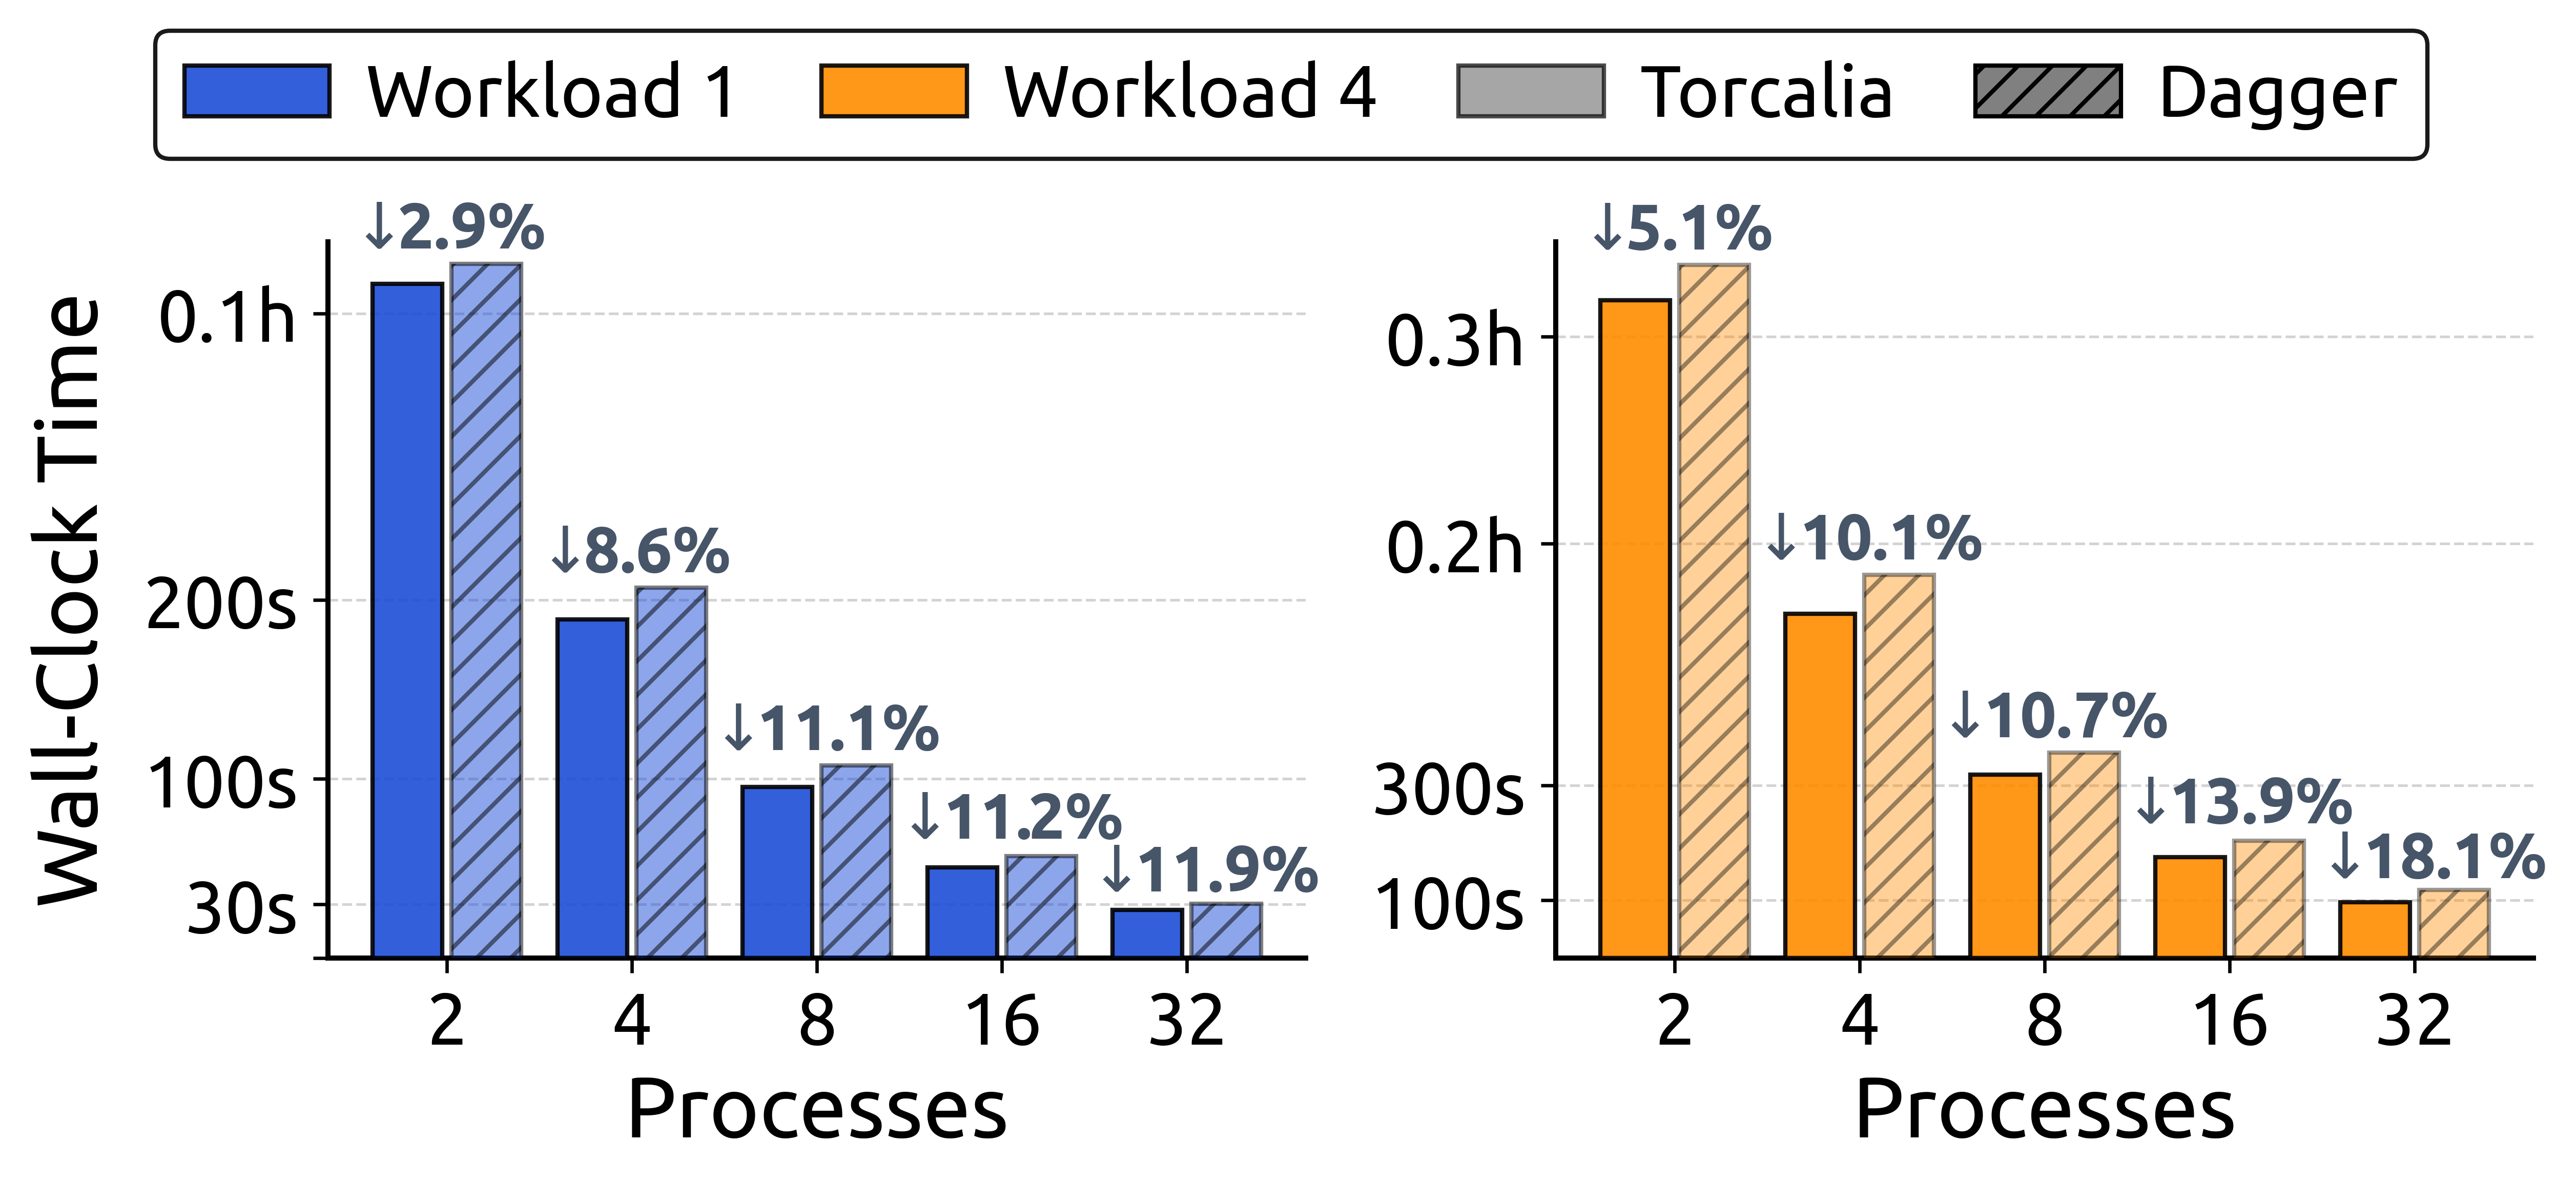 Workload 1 Workload 4 Torcalia Dagger
Wall-Clock Time
0.1h
200s
100s
30s
↓2.9%
↓8.6%
↓11.1%
↓11.2%
↓11.9%
2 4 8 16 32
Processes
0.3h
0.2h
300s
100s
↓5.1%
↓10.1%
↓10.7%
↓13.9%
↓18.1%
2 4 8 16 32
Processes